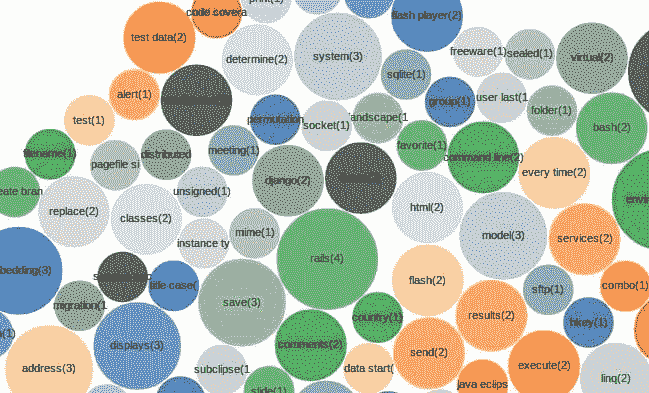 code covera
print(1)
flash player(2)
test data(2)
determine(2)
system(3)
freeware(1)
sealed(1)
virtual(2)
sqlite(1)
alert(1)
group(1)
user last(1
folder(1)
test(1)
permutation
socket(1)
landscape(1
bash(2)
filename(1)
pagefile si
distributed
meeting(1)
favorite(1)
command line(2)
every time(2)
eate bran
unsigned(1)
django(2)
replace(2)
classes(2)
html(2)
model(3)
services(2)
instance ty
mime(1)
rails(4)
bedding(3)
title case(
flash(2)
sftp(1)
combo(1)
migration(1
save(3)
results(2)
country(1)
hkey(1)
displays(3)
comments(2)
send(2)
address(3)
subclipse(1
data start(
execute(2)
linq(2)
slide(1)
java eclips